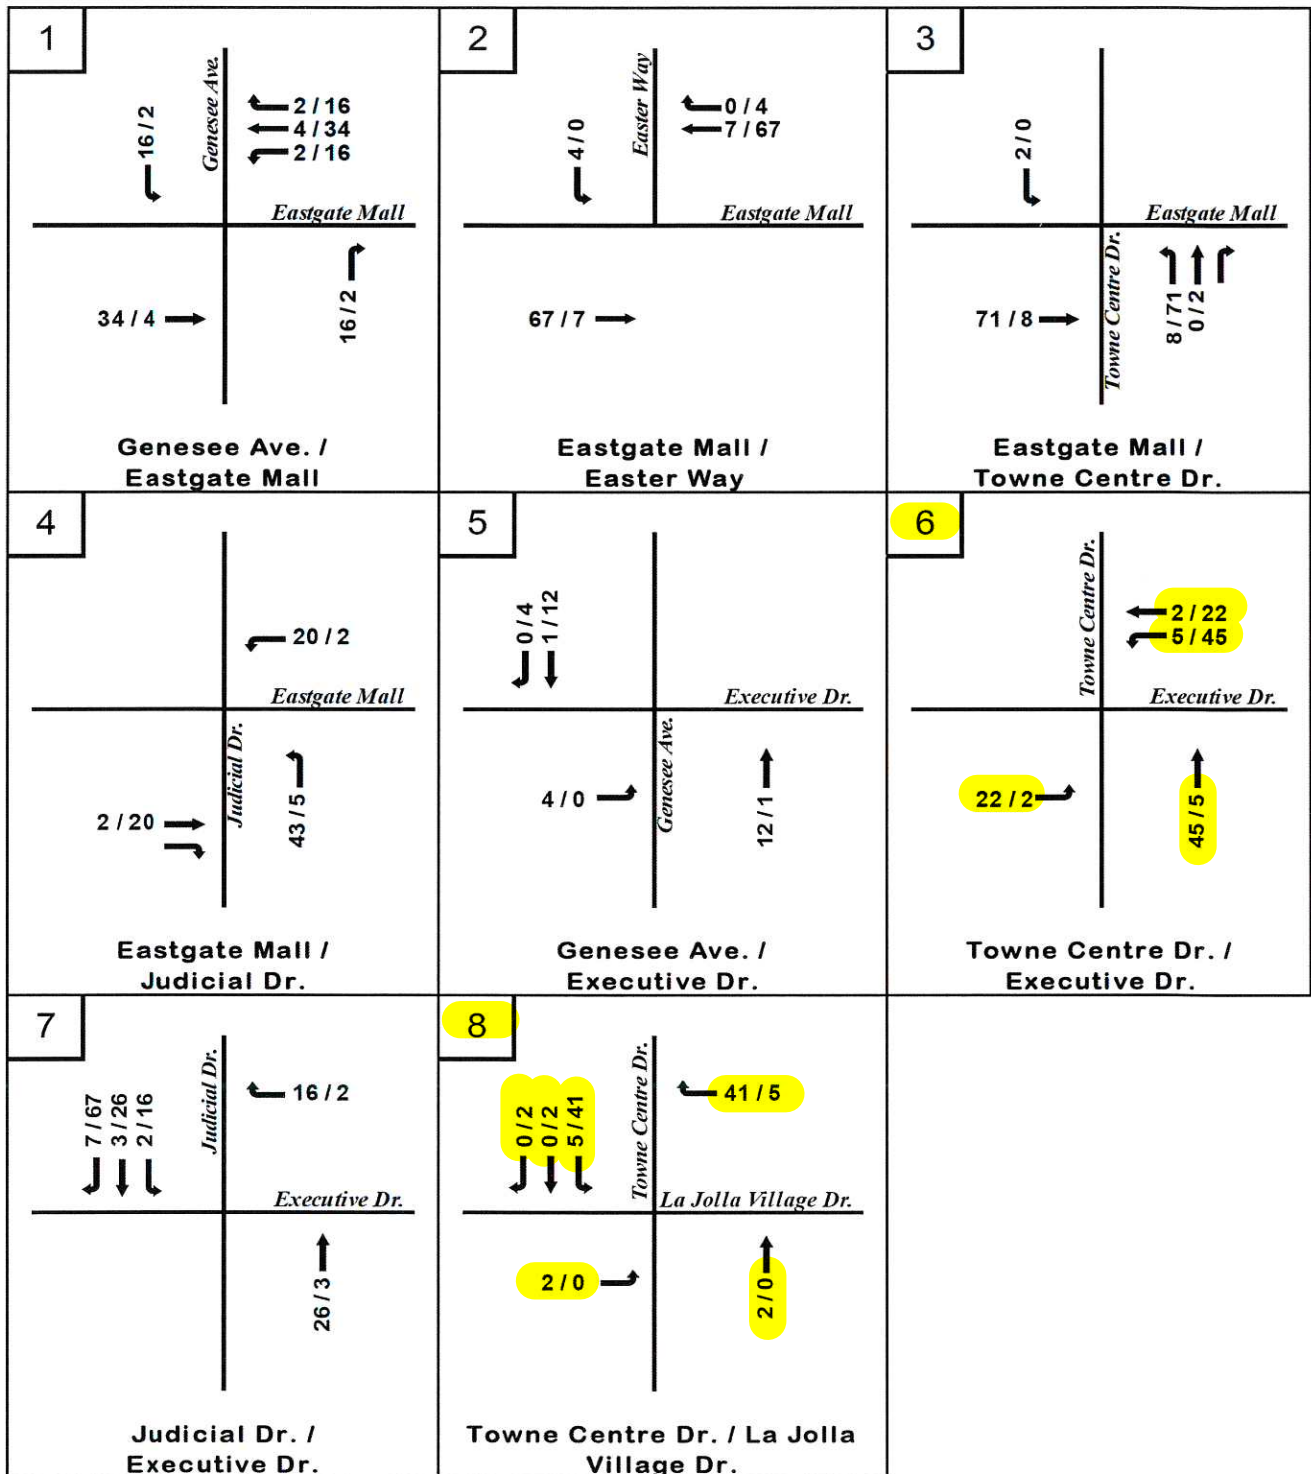 1
Genesee Ave.
16 / 2
2 / 16
4 / 34
2 / 16
Eastgate Mall
34 / 4
16 / 2
Genesee Ave. /
Eastgate Mall
2
Easter Way
4 / 0
0 / 4
7 / 67
Eastgate Mall
67 / 7
Eastgate Mall /
Easter Way
3
2 / 0
Eastgate Mall
Towne Centre Dr.
71 / 8
8 / 71
0 / 2
Eastgate Mall /
Towne Centre Dr.
4
20 / 2
Eastgate Mall
Judicial Dr.
2 / 20
43 / 5
Eastgate Mall /
Judicial Dr.
5
0 / 4
1 / 12
Executive Dr.
Genesee Ave.
4 / 0
12 / 1
Genesee Ave. /
Executive Dr.
6
Towne Centre Dr.
2 / 22
5 / 45
Executive Dr.
22 / 2
45 / 5
Towne Centre Dr. /
Executive Dr.
7
Judicial Dr.
7 / 67
3 / 26
2 / 16
16 / 2
Executive Dr.
26 / 3
Judicial Dr. /
Executive Dr.
8
Towne Centre Dr.
0 / 2
0 / 2
5 / 41
41 / 5
La Jolla Village Dr.
2 / 0
2 / 0
Towne Centre Dr. / La Jolla
Village Dr.